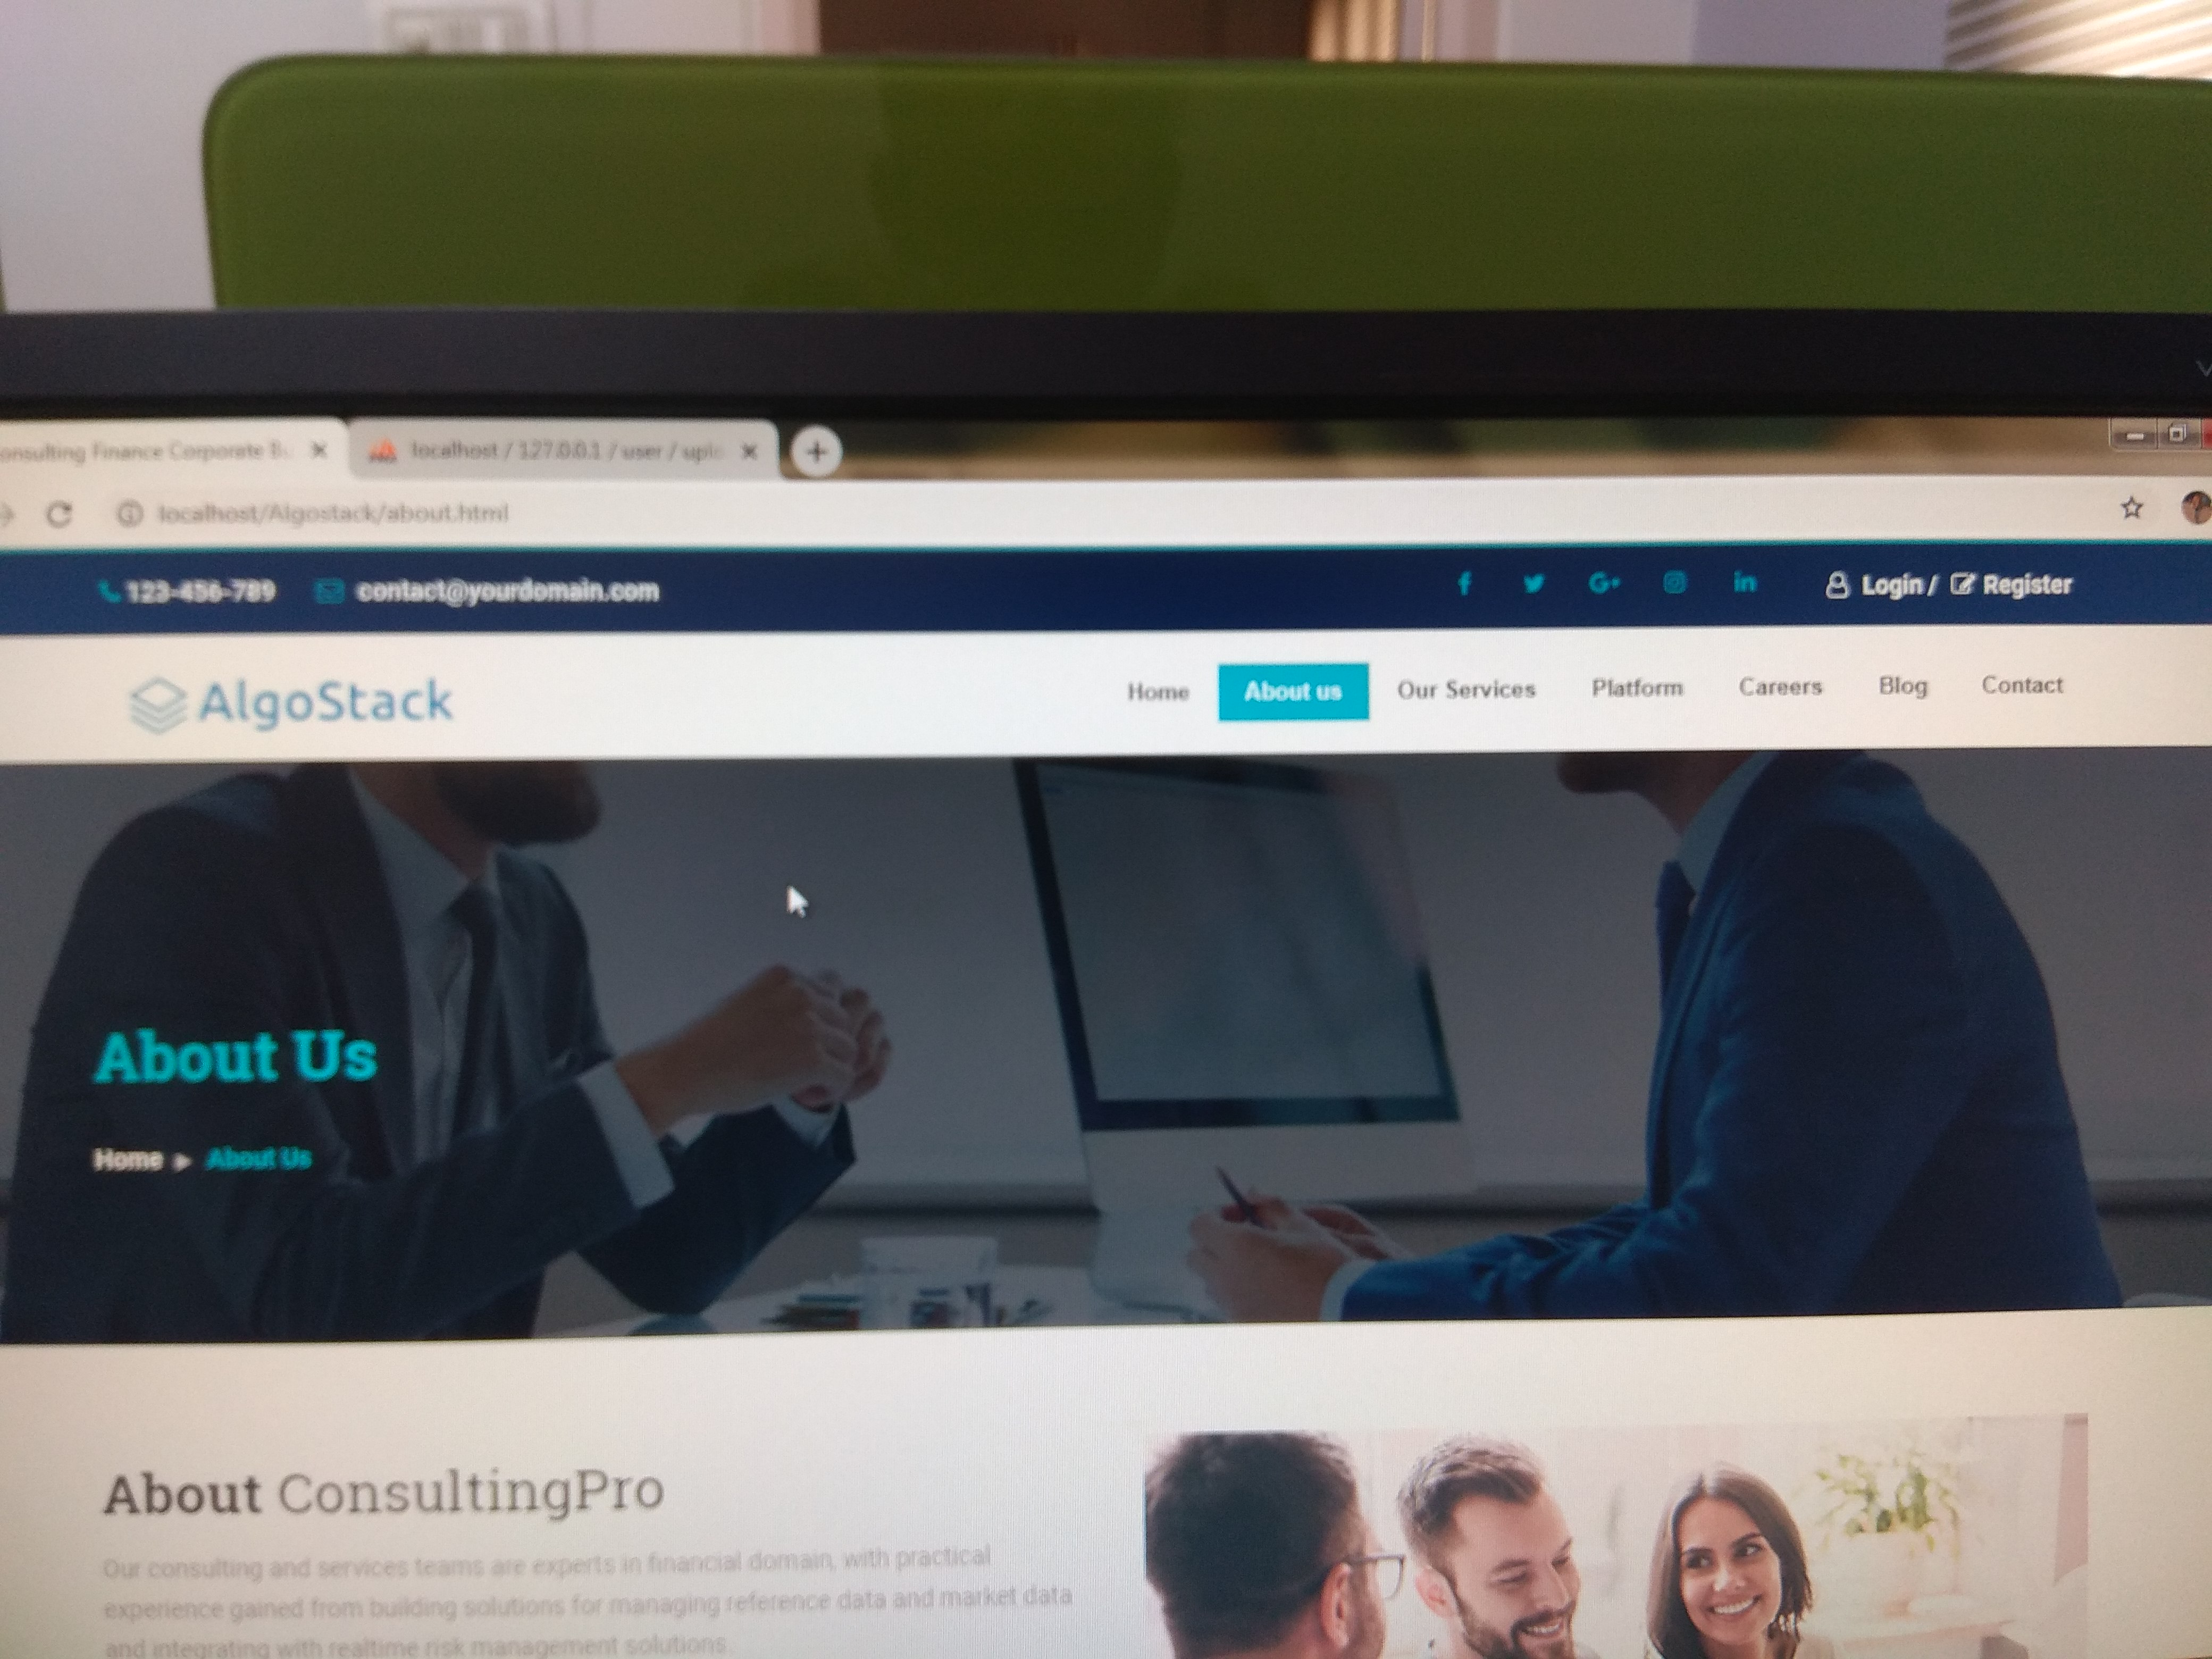 onsulting Finance Corporate B
localhost / 127.0.0.1 / user / uplo
localhost/Algostack/about.html
123-456-789 contact@yourdomain.com
Login / Register
AlgoStack
Home About us Our Services Platform Careers Blog Contact
About Us
Home ► About Us
About ConsultingPro
Our consulting and services teams are experts in financial domain, with practical
experience gained from building solutions for managing reference data and market data
and integrating with realtime risk management solutions.